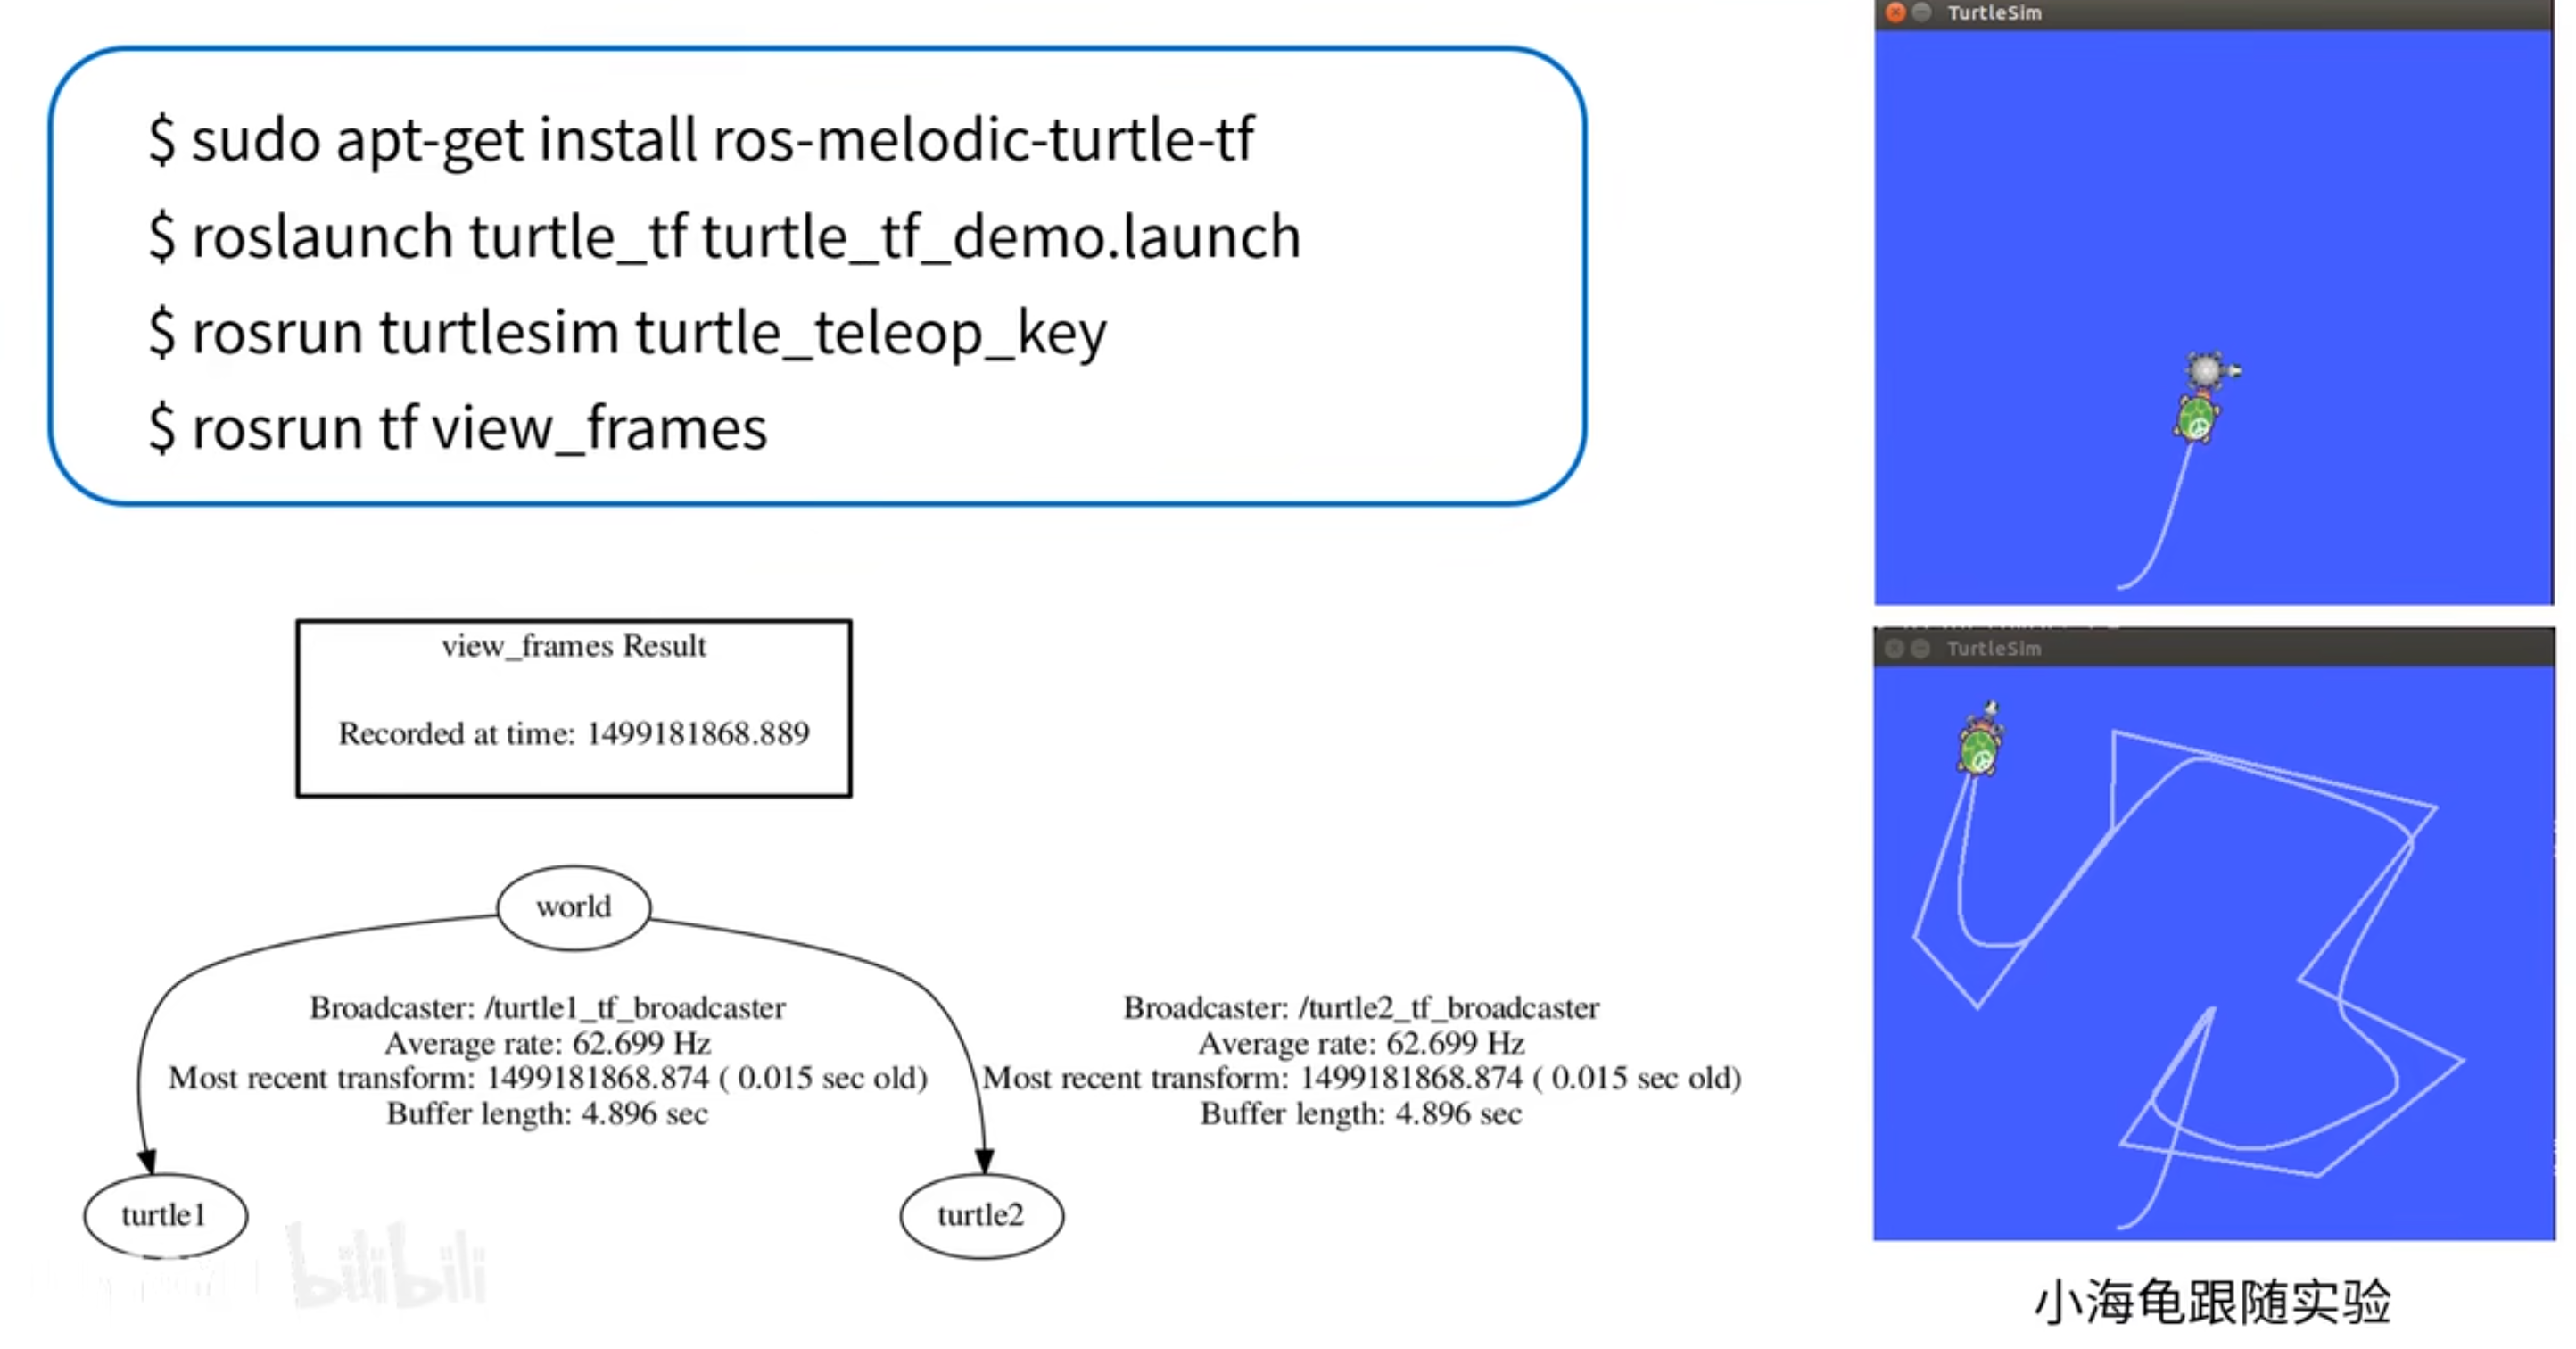 $ sudo apt-get install ros-melodic-turtle-tf
$ roslaunch turtle_tf turtle_tf_demo.launch
$ rosrun turtlesim turtle_teleop_key
$ rosrun tf view_frames
view_frames Result
Recorded at time: 1499181868.889
world
Broadcaster: /turtle1_tf_broadcaster
Average rate: 62.699 Hz
Most recent transform: 1499181868.874 ( 0.015 sec old)
Buffer length: 4.896 sec
Broadcaster: /turtle2_tf_broadcaster
Average rate: 62.699 Hz
Most recent transform: 1499181868.874 ( 0.015 sec old)
Buffer length: 4.896 sec
turtle1
turtle2
bilibili
TurtleSim
TurtleSim
小海龟跟随实验